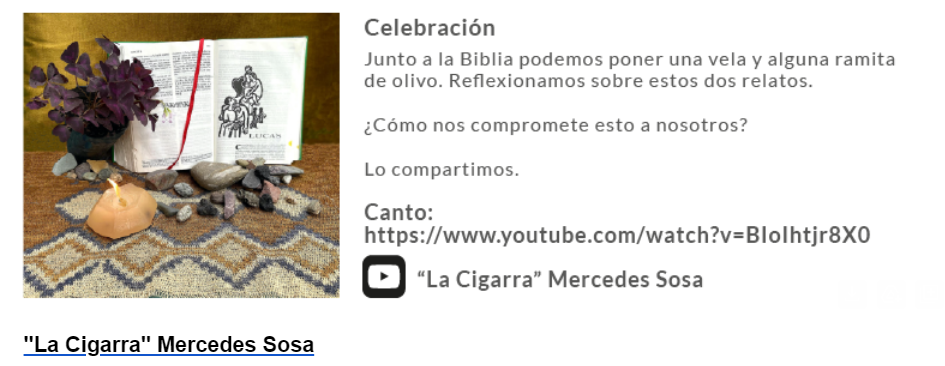 LUCAS
Celebración
Junto a la Biblia podemos poner una vela y alguna ramita
de olivo. Reflexionamos sobre estos dos relatos.
¿Cómo nos compromete esto a nosotros?
Lo compartimos.
Canto:
https://www.youtube.com/watch?v=BIoIhtjr8X0
“La Cigarra” Mercedes Sosa
"La Cigarra" Mercedes Sosa